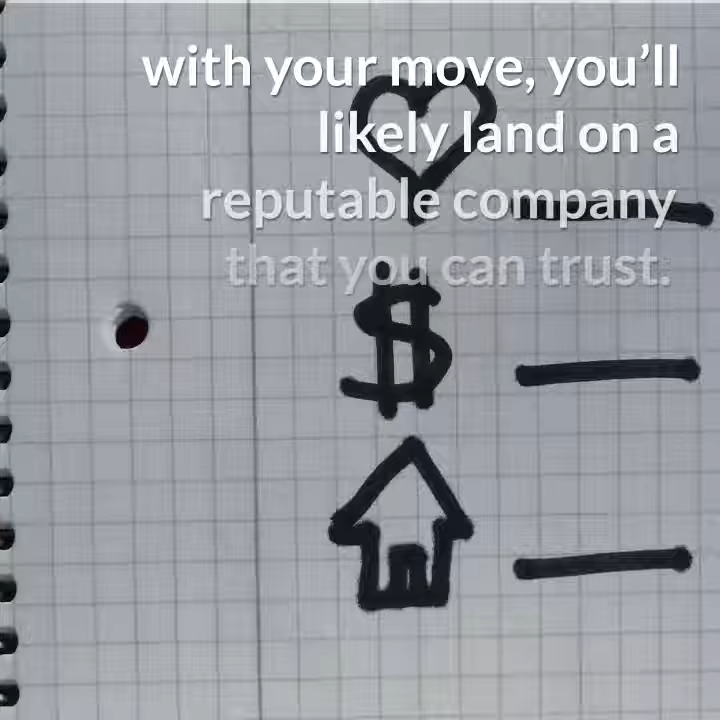 with your move, you’ll
likely land on a
reputable company
that you can trust.
$